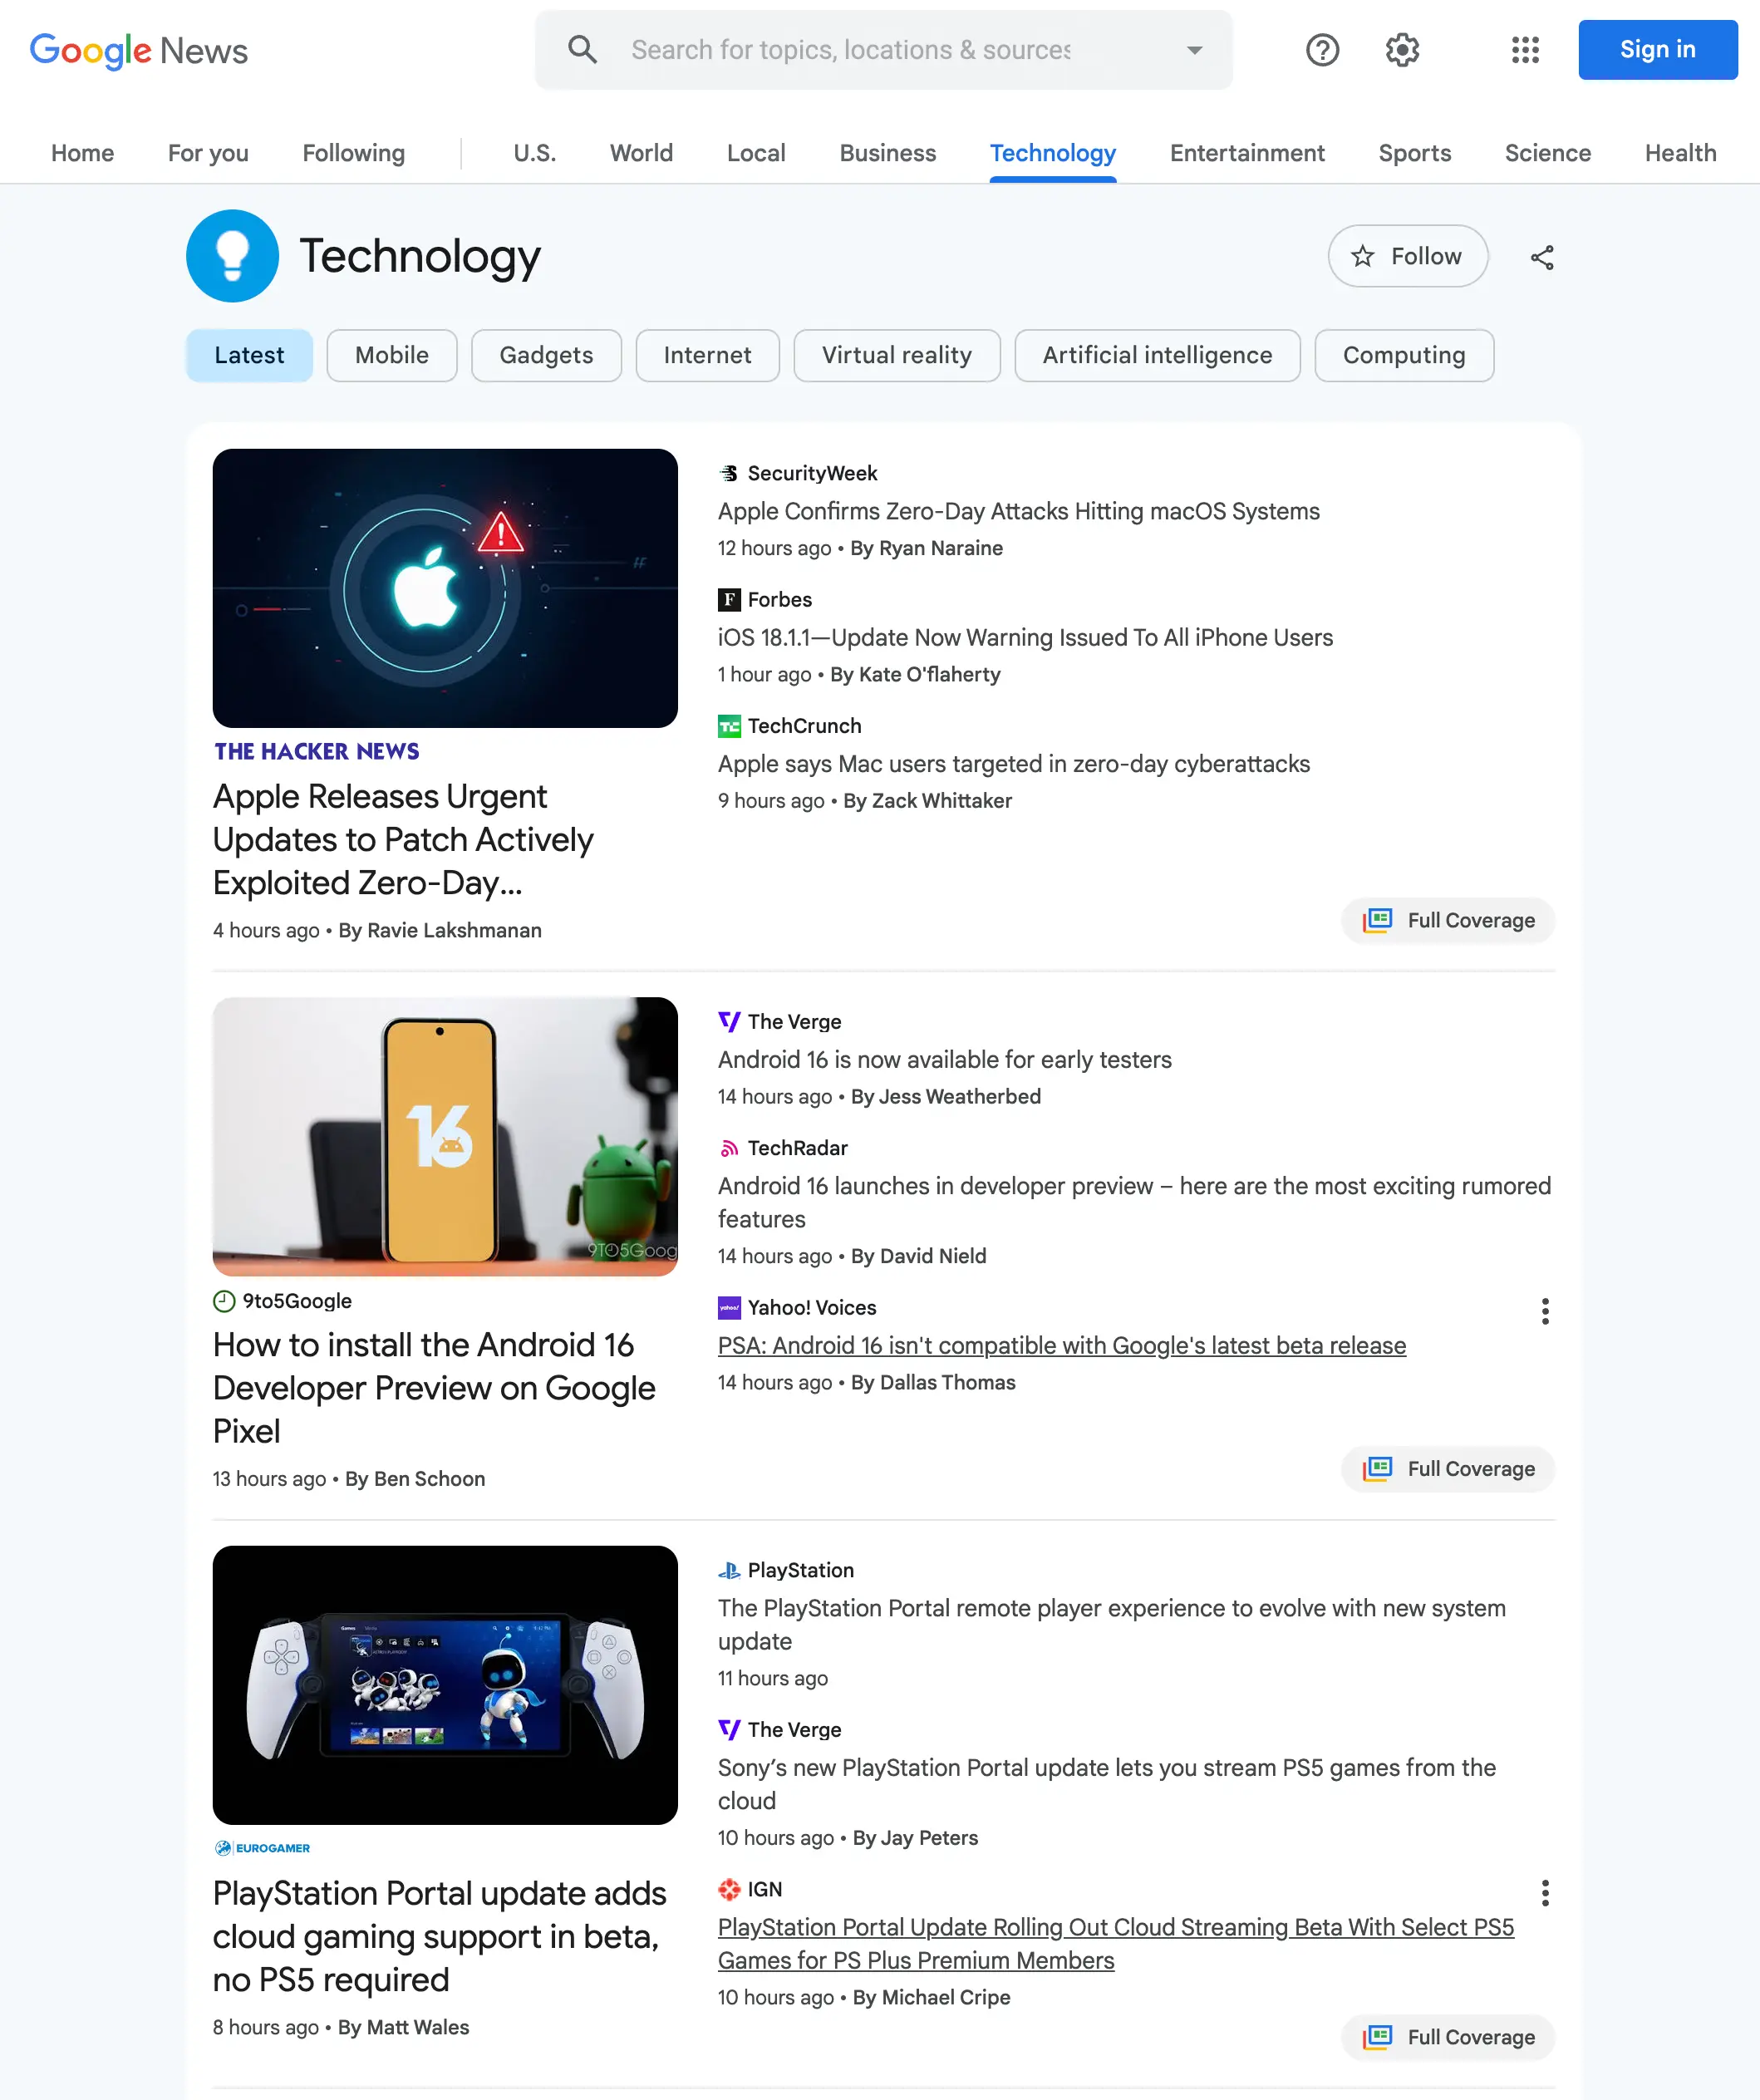 Google News
Search for topics, locations & sources
Sign in
Home
For you
Following
U.S.
World
Local
Business
Technology
Entertainment
Sports
Science
Health
Technology
Follow
Latest
Mobile
Gadgets
Internet
Virtual reality
Artificial intelligence
Computing
THE HACKER NEWS
Apple Releases Urgent
Updates to Patch Actively
Exploited Zero-Day...
4 hours ago • By Ravie Lakshmanan
SecurityWeek
Apple Confirms Zero-Day Attacks Hitting macOS Systems
12 hours ago • By Ryan Naraine
Forbes
iOS 18.1.1—Update Now Warning Issued To All iPhone Users
1 hour ago • By Kate O'flaherty
TechCrunch
Apple says Mac users targeted in zero-day cyberattacks
9 hours ago • By Zack Whittaker
Full Coverage
16
9TO5Goog
9to5Google
How to install the Android 16
Developer Preview on Google
Pixel
13 hours ago • By Ben Schoon
The Verge
Android 16 is now available for early testers
14 hours ago • By Jess Weatherbed
TechRadar
Android 16 launches in developer preview – here are the most exciting rumored
features
14 hours ago • By David Nield
yahoo!
Yahoo! Voices
PSA: Android 16 isn't compatible with Google's latest beta release
14 hours ago • By Dallas Thomas
Full Coverage
EUROGAMER
PlayStation Portal update adds
cloud gaming support in beta,
no PS5 required
8 hours ago • By Matt Wales
PlayStation
The PlayStation Portal remote player experience to evolve with new system
update
11 hours ago
The Verge
Sony’s new PlayStation Portal update lets you stream PS5 games from the
cloud
10 hours ago • By Jay Peters
IGN
PlayStation Portal Update Rolling Out Cloud Streaming Beta With Select PS5
Games for PS Plus Premium Members
10 hours ago • By Michael Cripe
Full Coverage